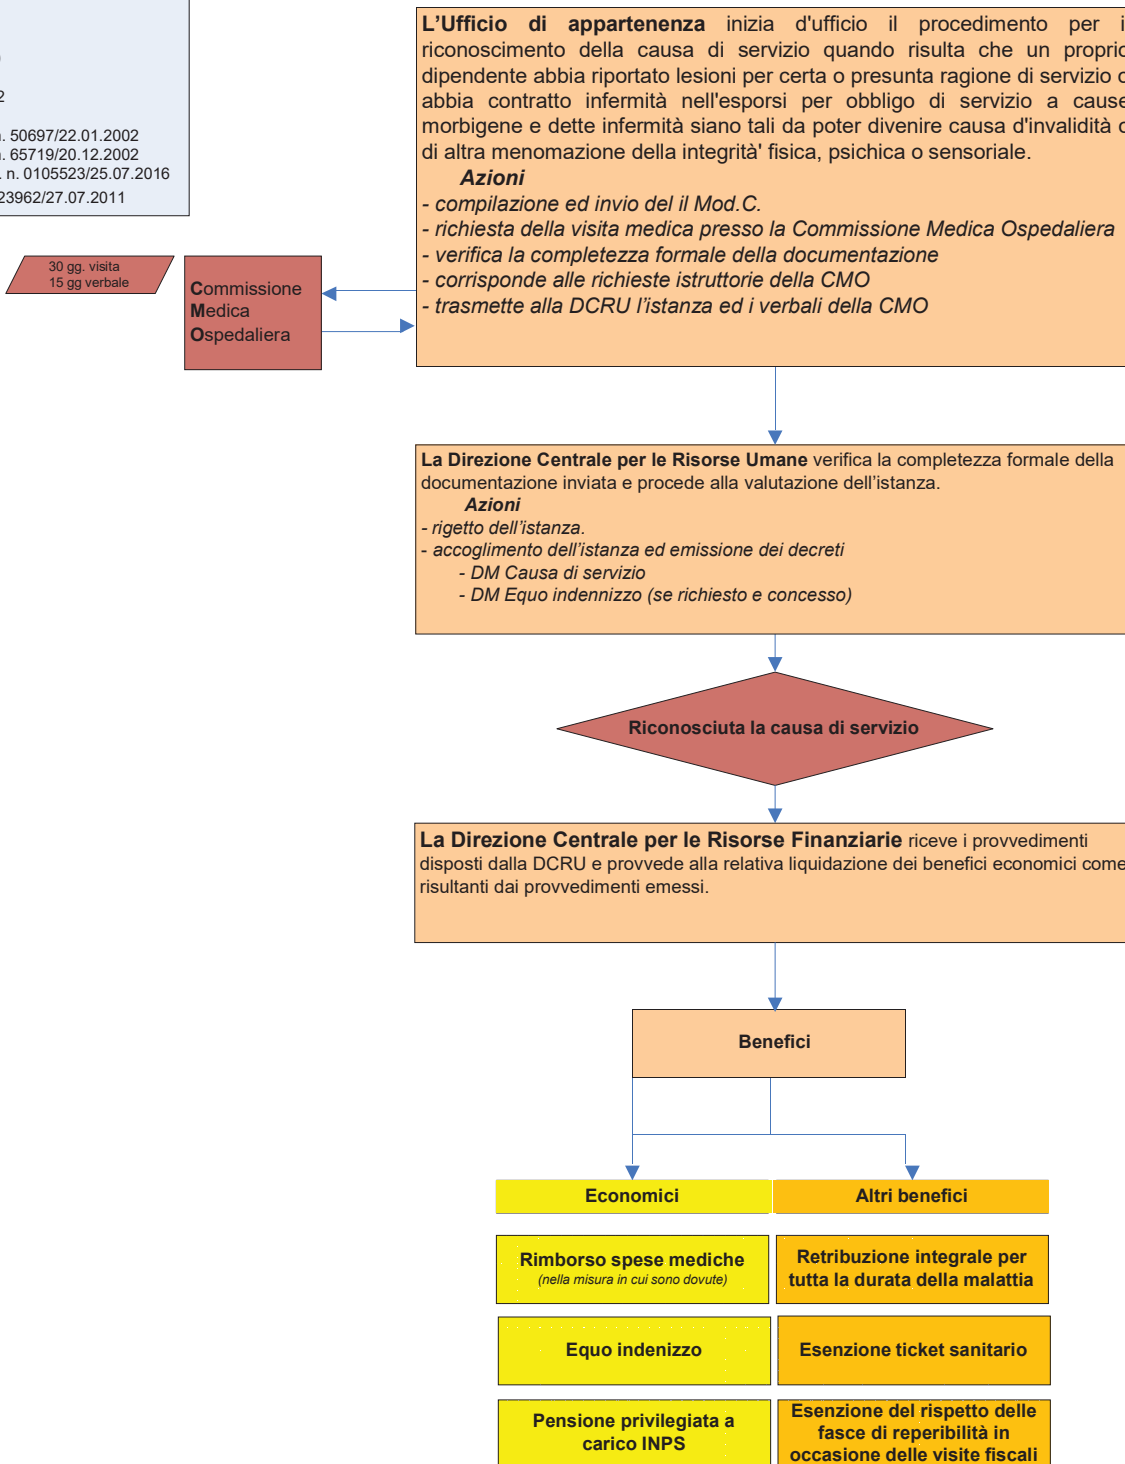 2
n. 50697/22.01.2002
n. 65719/20.12.2002
. n. 0105523/25.07.2016
23962/27.07.2011
L’Ufficio di appartenenza inizia d'ufficio il procedimento per i
riconoscimento della causa di servizio quando risulta che un proprio
dipendente abbia riportato lesioni per certa o presunta ragione di servizio o
abbia contratto infermità nell'esporsi per obbligo di servizio a cause
morbigene e dette infermità siano tali da poter divenire causa d'invalidità o
di altra menomazione della integrità' fisica, psichica o sensoriale.
Azioni
- compilazione ed invio del il Mod.C.
- richiesta della visita medica presso la Commissione Medica Ospedaliera
- verifica la completezza formale della documentazione
- corrisponde alle richieste istruttorie della CMO
- trasmette alla DCRU l’istanza ed i verbali della CMO
30 gg. visita
15 gg verbale
Commissione
Medica
Ospedaliera
La Direzione Centrale per le Risorse Umane verifica la completezza formale della
documentazione inviata e procede alla valutazione dell’istanza.
Azioni
- rigetto dell’istanza.
- accoglimento dell’istanza ed emissione dei decreti
- DM Causa di servizio
- DM Equo indennizzo (se richiesto e concesso)
Riconosciuta la causa di servizio
La Direzione Centrale per le Risorse Finanziarie riceve i provvedimenti
disposti dalla DCRU e provvede alla relativa liquidazione dei benefici economici come
risultanti dai provvedimenti emessi.
Benefici
Economici
Altri benefici
Rimborso spese mediche
(nella misura in cui sono dovute)
Retribuzione integrale per
tutta la durata della malattia
Equo indenizzo
Esenzione ticket sanitario
Pensione privilegiata a
carico INPS
Esenzione del rispetto delle
fasce di reperibilità in
occasione delle visite fiscali